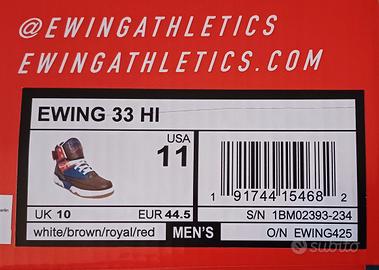 @EWINGATHLETICS
EWINGATHLETICS.COM
EWING 33 HI
USA
11
UK 10
EUR 44.5
white/brown/royal/red
MEN'S
1 91744 15468 2
S/N 1BM02393-234
O/N EWING425
subito